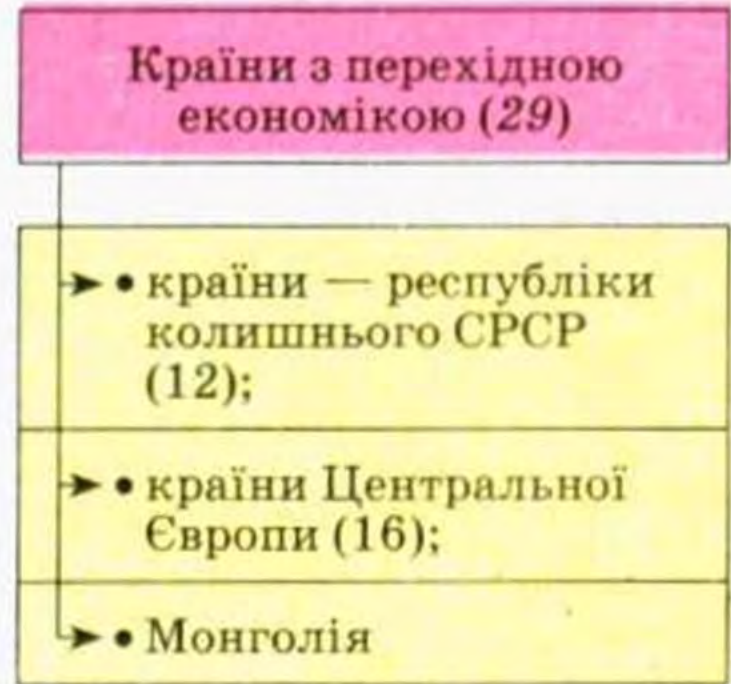 Країни з перехідною
економікою (29)
• країни — республіки
колишнього СРСР
(12);
• країни Центральної
Європи (16);
• Монголія